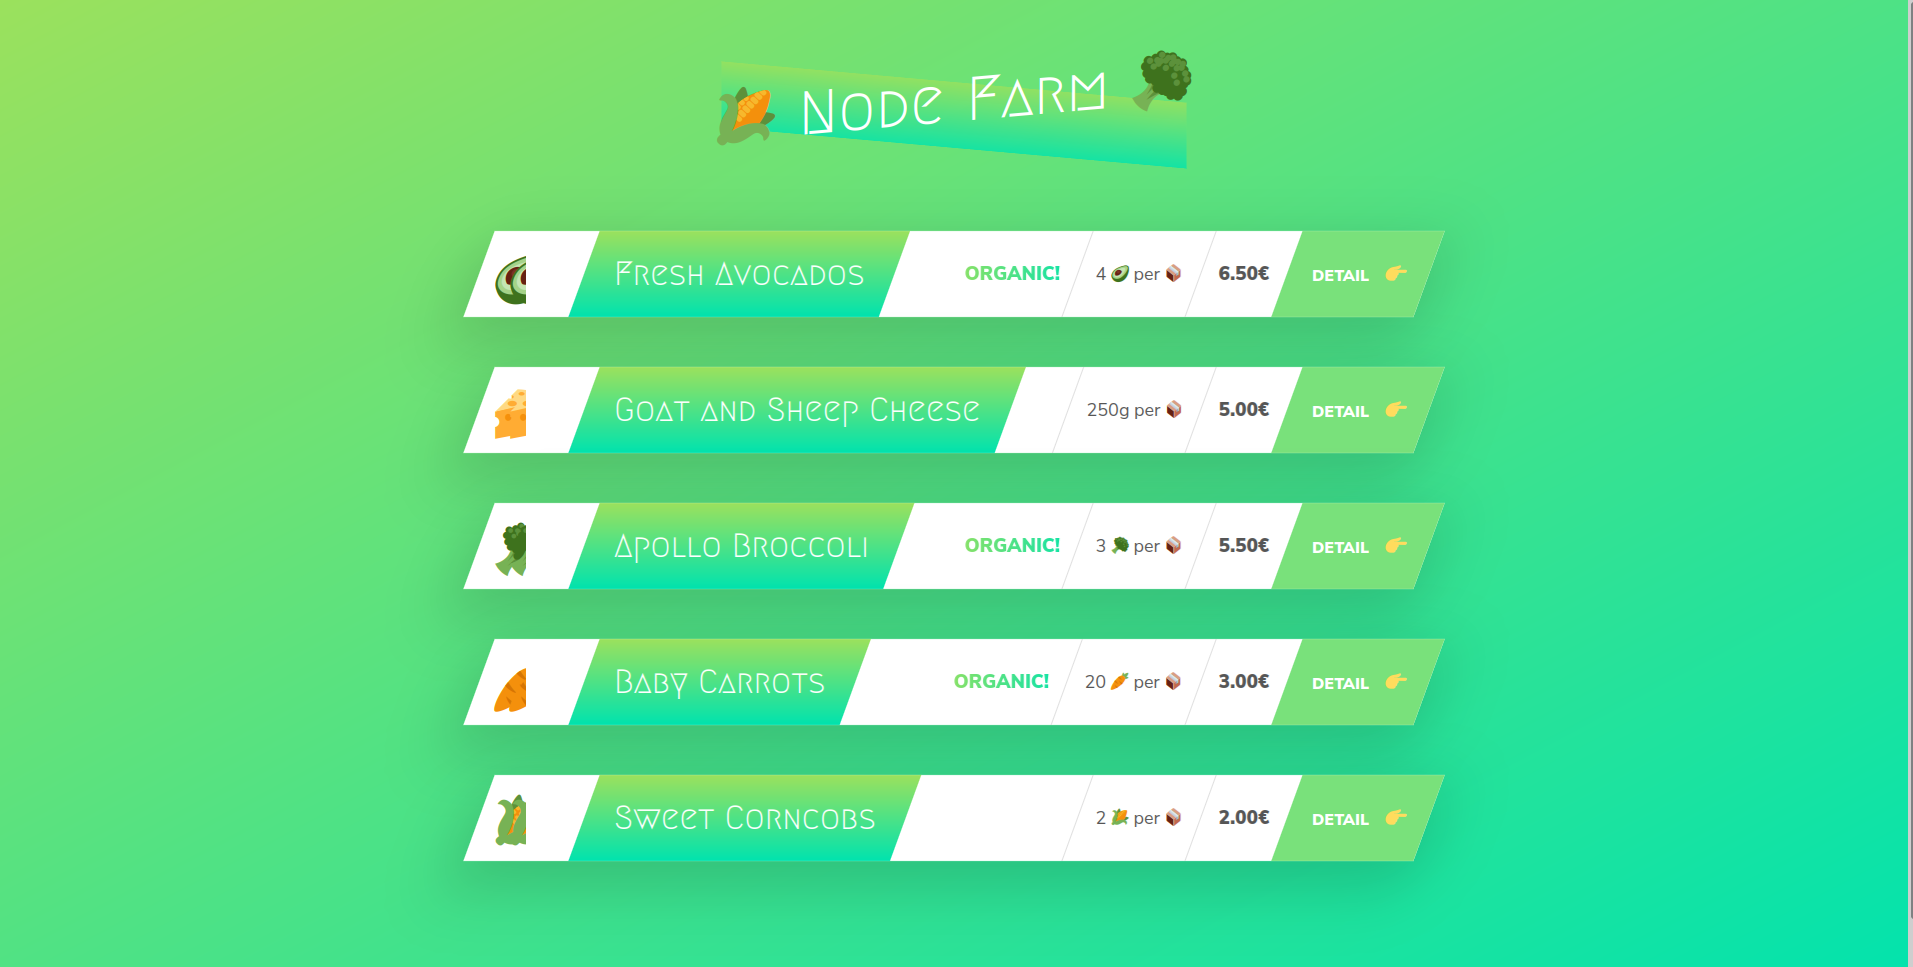 Node Farm
Fresh Avocados ORGANIC! 4 🥑 per 📦 6.50€ DETAIL 👉
Goat and Sheep Cheese 250g per 📦 5.00€ DETAIL 👉
Apollo Broccoli ORGANIC! 3 🥦 per 📦 5.50€ DETAIL 👉
Baby Carrots ORGANIC! 20 🥕 per 📦 3.00€ DETAIL 👉
Sweet Corncobs 2 🌽 per 📦 2.00€ DETAIL 👉